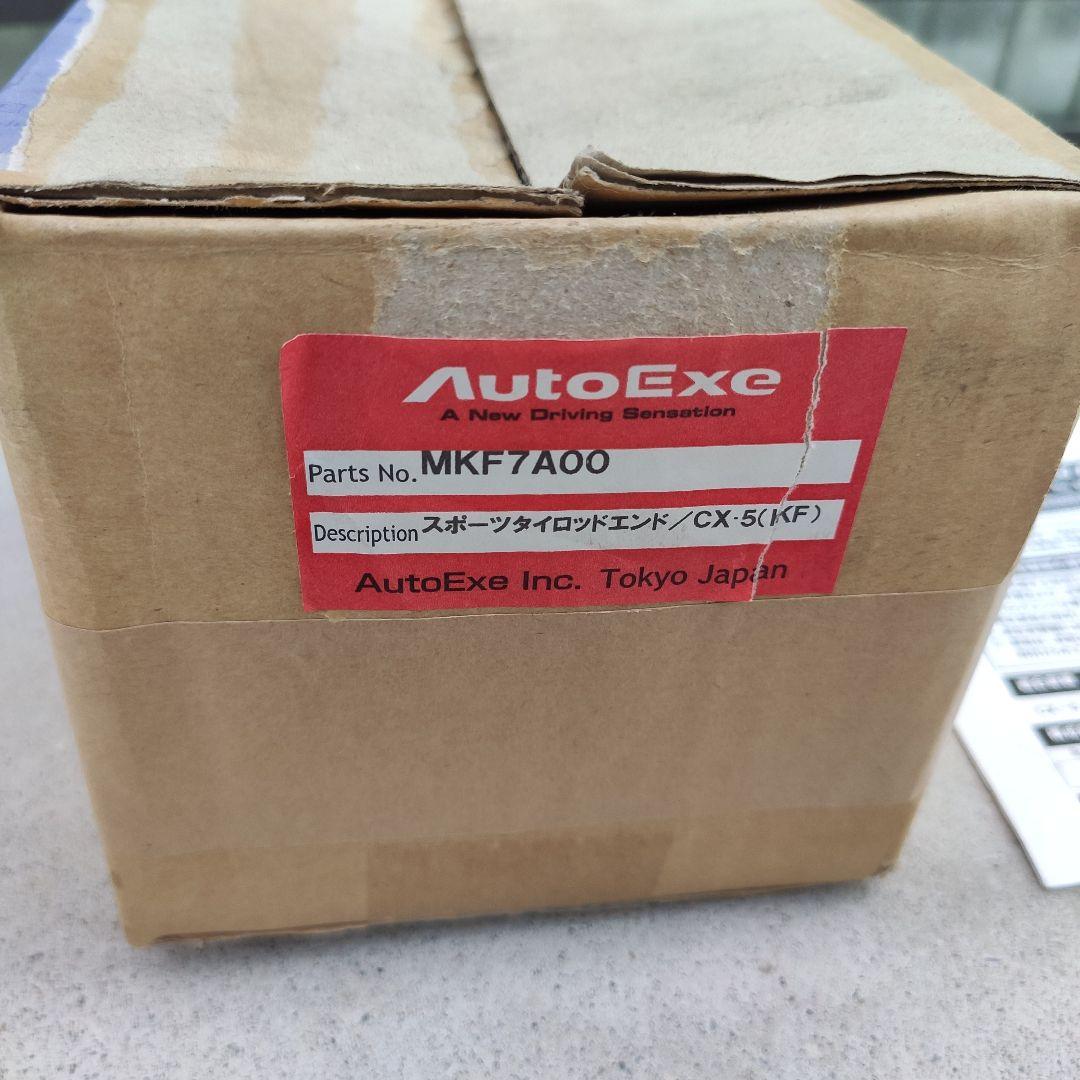 AutoExe
A New Driving Sensation
Parts No. MKF7A00
Description スポーツタイロッドエンド/CX-5(KF)
AutoExe Inc. Tokyo Japan